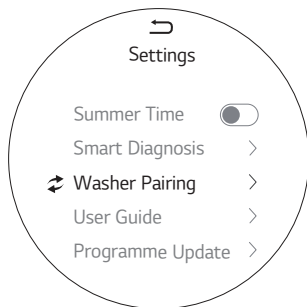 Settings
Summer Time
Smart Diagnosis
Washer Pairing
User Guide
Programme Update